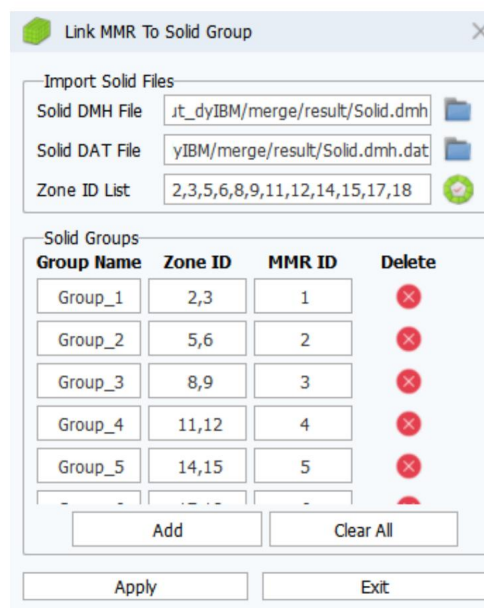 Link MMR To Solid Group
Import Solid Files
Solid DMH File ut_dyIBM/merge/result/Solid.dmh
Solid DAT File yIBM/merge/result/Solid.dmh.dat
Zone ID List 2,3,5,6,8,9,11,12,14,15,17,18
Solid Groups
Group Name Zone ID MMR ID Delete
Group_1 2,3 1
Group_2 5,6 2
Group_3 8,9 3
Group_4 11,12 4
Group_5 14,15 5
Add Clear All
Apply Exit